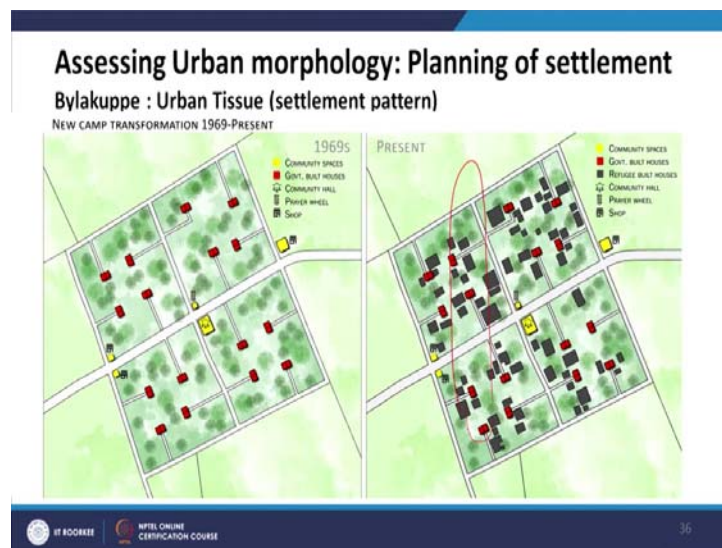 Assessing Urban morphology: Planning of settlement
Bylakuppe : Urban Tissue (settlement pattern)
NEW CAMP TRANSFORMATION 1969-PRESENT
1969S
COMMUNITY SPACES
GOVT. BUILT HOUSES
COMMUNITY HALL
PRAYER WHEEL
SHOP
PRESENT
COMMUNITY SPACES
GOVT. BUILT HOUSES
REFUGEE BUILT HOUSES
COMMUNITY HALL
PRAYER WHEEL
SHOP
IIT ROORKEE
NPTEL ONLINE
CERTIFICATION COURSE
36